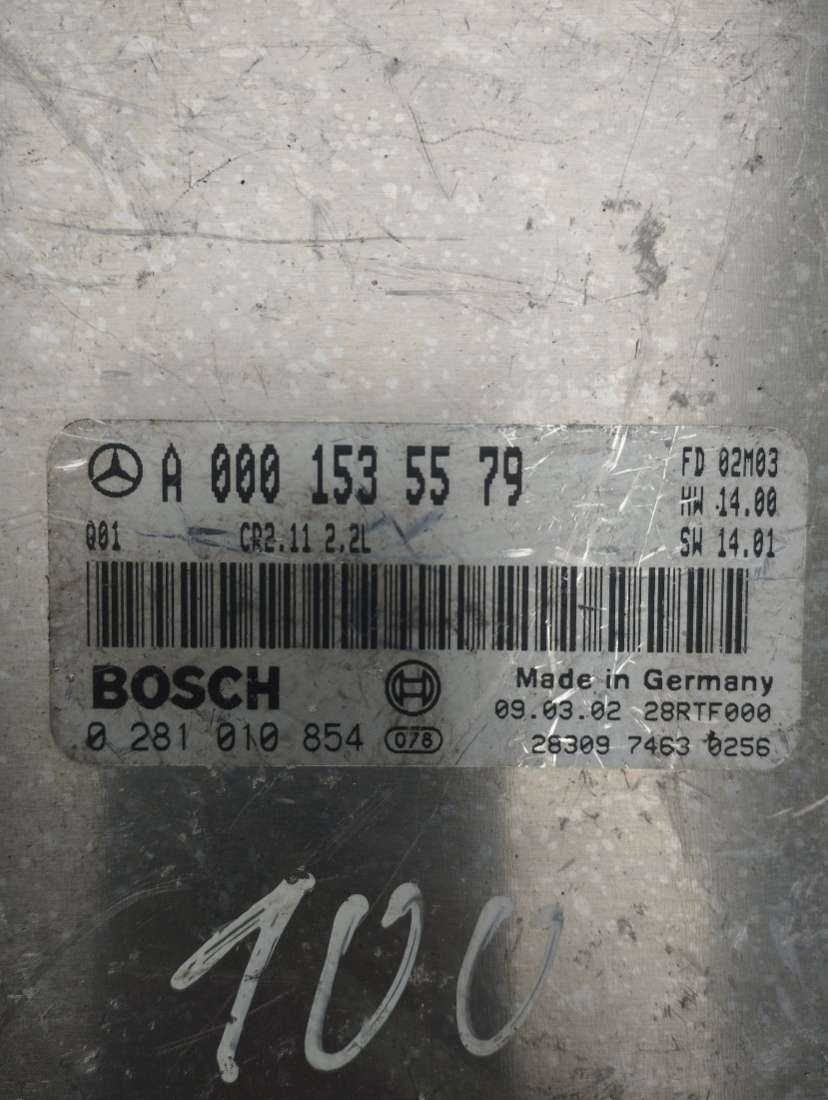 A 000 153 55 79
FD 02M03
HW 14.00
Q01 CR2.11 2.2L SW 14.01
BOSCH
Made in Germany
09.03.02 28RTF000
0 281 010 854 078
28309 7463 0256
100